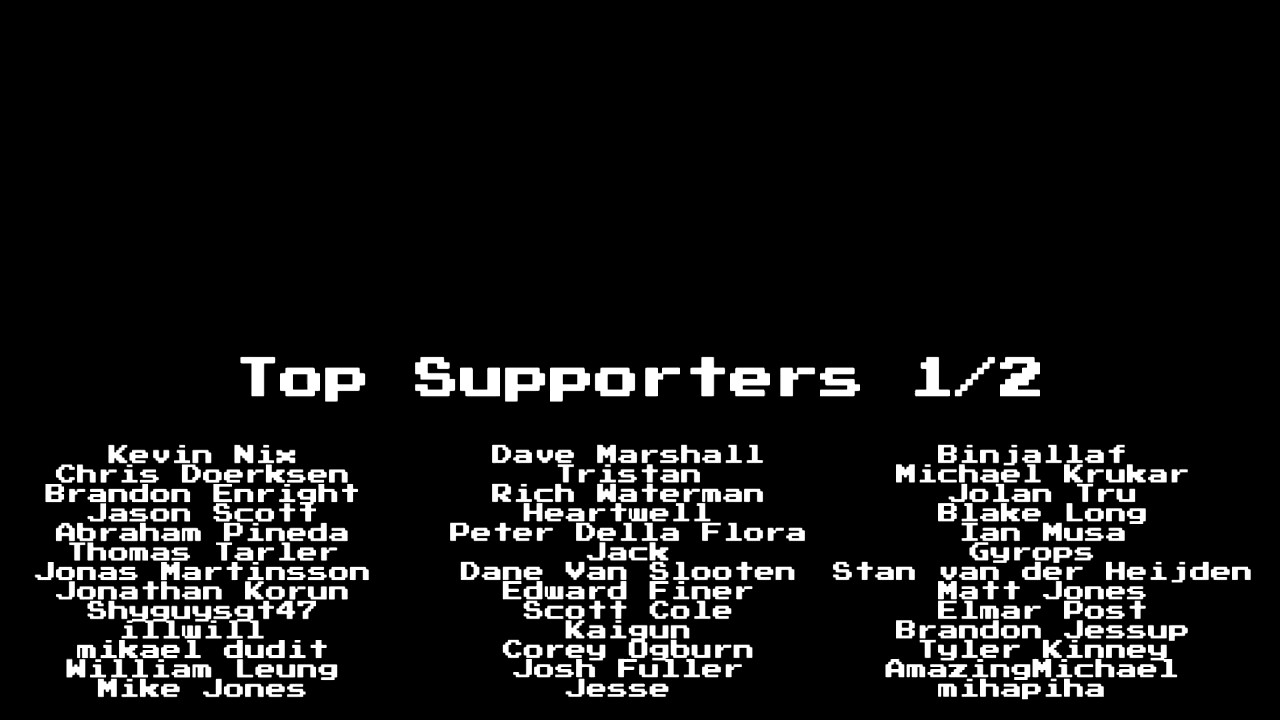 Top Supporters 1/2
Kevin Nix
Chris Doerksen
Brandon Enright
Jason Scott
Abraham Pineda
Thomas Tarler
Jonas Martinsson
Jonathan Korun
Shyguysgt47
illwill
mikael dudit
William Leung
Mike Jones
Dave Marshall
Tristan
Rich Waterman
Heartwell
Peter Della Flora
Jack
Dane Van Slooten
Edward Finer
Scott Cole
Kaigun
Corey Ogburn
Josh Fuller
Jesse
Binjallaf
Michael Krukar
Jolan Tru
Blake Long
Ian Musa
Gyrops
Stan van der Heijden
Matt Jones
Elmar Post
Brandon Jessup
Tyler Kinney
AmazingMichael
mihapiha